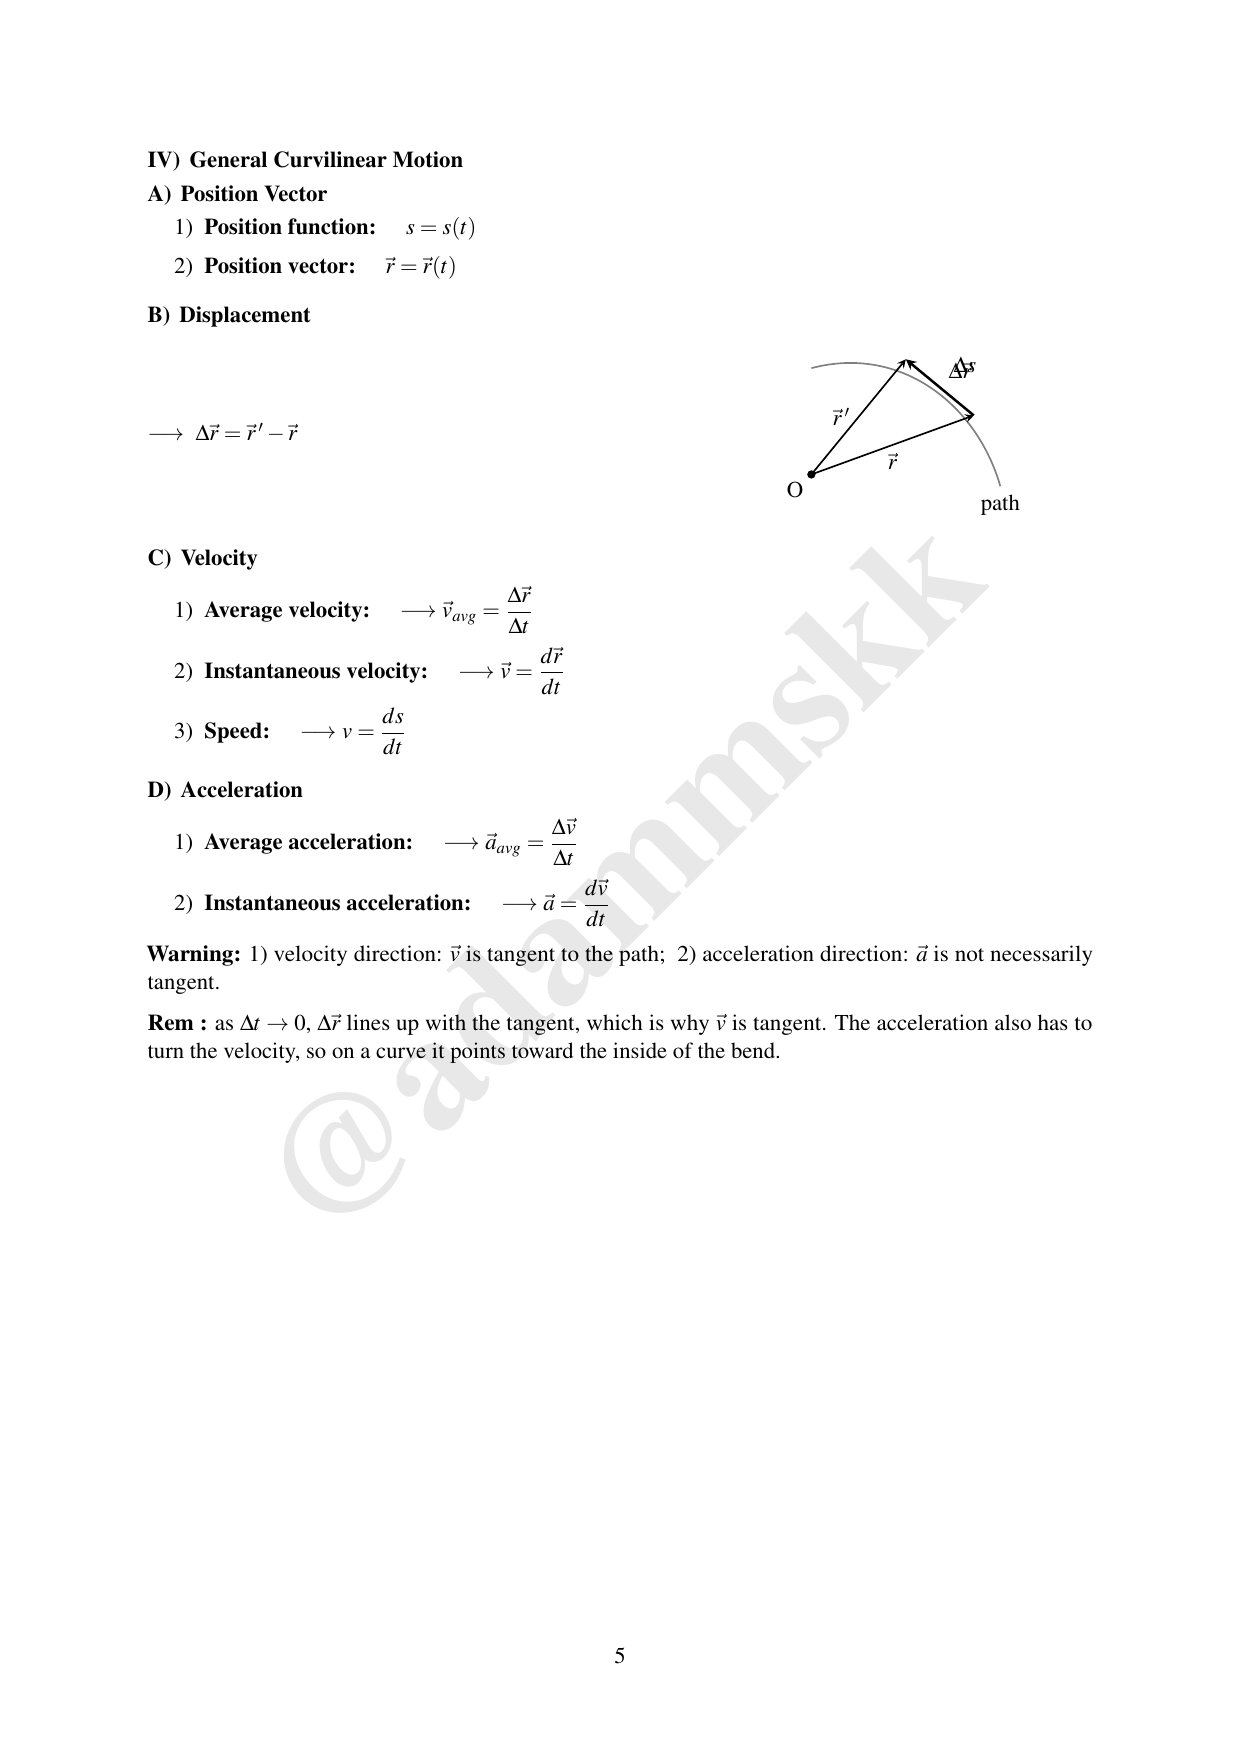 IV) General Curvilinear Motion
A) Position Vector
1) Position function: s = s(t)
2) Position vector: r⃗ = r⃗(t)
B) Displacement
⟶ Δr⃗ = r⃗ ′ − r⃗
Δs
Δr⃗
r⃗ ′
r⃗
O
path
C) Velocity
1) Average velocity: ⟶ v⃗_avg = Δr⃗/Δt
2) Instantaneous velocity: ⟶ v⃗ = dr⃗/dt
3) Speed: ⟶ v = ds/dt
D) Acceleration
1) Average acceleration: ⟶ a⃗_avg = Δv⃗/Δt
2) Instantaneous acceleration: ⟶ a⃗ = dv⃗/dt
Warning: 1) velocity direction: v⃗ is tangent to the path; 2) acceleration direction: a⃗ is not necessarily
tangent.
Rem : as Δt → 0, Δr⃗ lines up with the tangent, which is why v⃗ is tangent. The acceleration also has to
turn the velocity, so on a curve it points toward the inside of the bend.
@adammskk
5